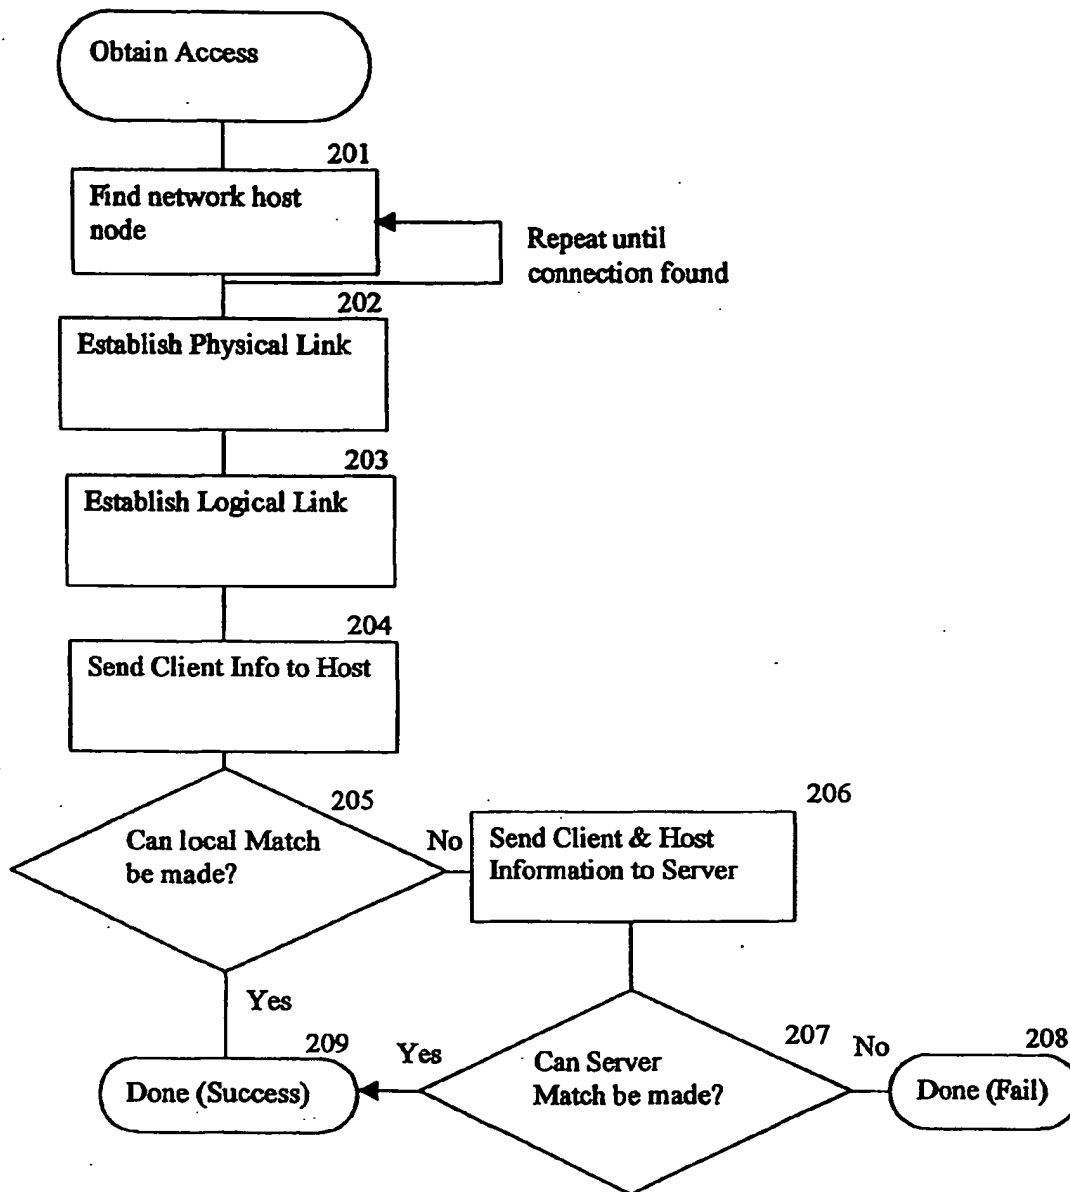 Obtain Access
201
Find network host
node
Repeat until
connection found
202
Establish Physical Link
203
Establish Logical Link
204
Send Client Info to Host
205
Can local Match
be made?
No
206
Send Client & Host
Information to Server
Yes
209
Done (Success)
Yes
207
Can Server
Match be made?
No
208
Done (Fail)